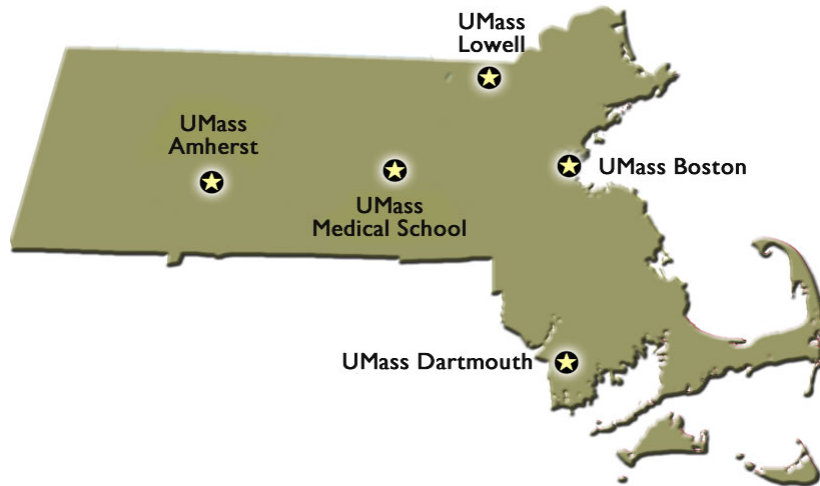 UMass
Lowell
UMass
Amherst
UMass Boston
UMass
Medical School
UMass Dartmouth